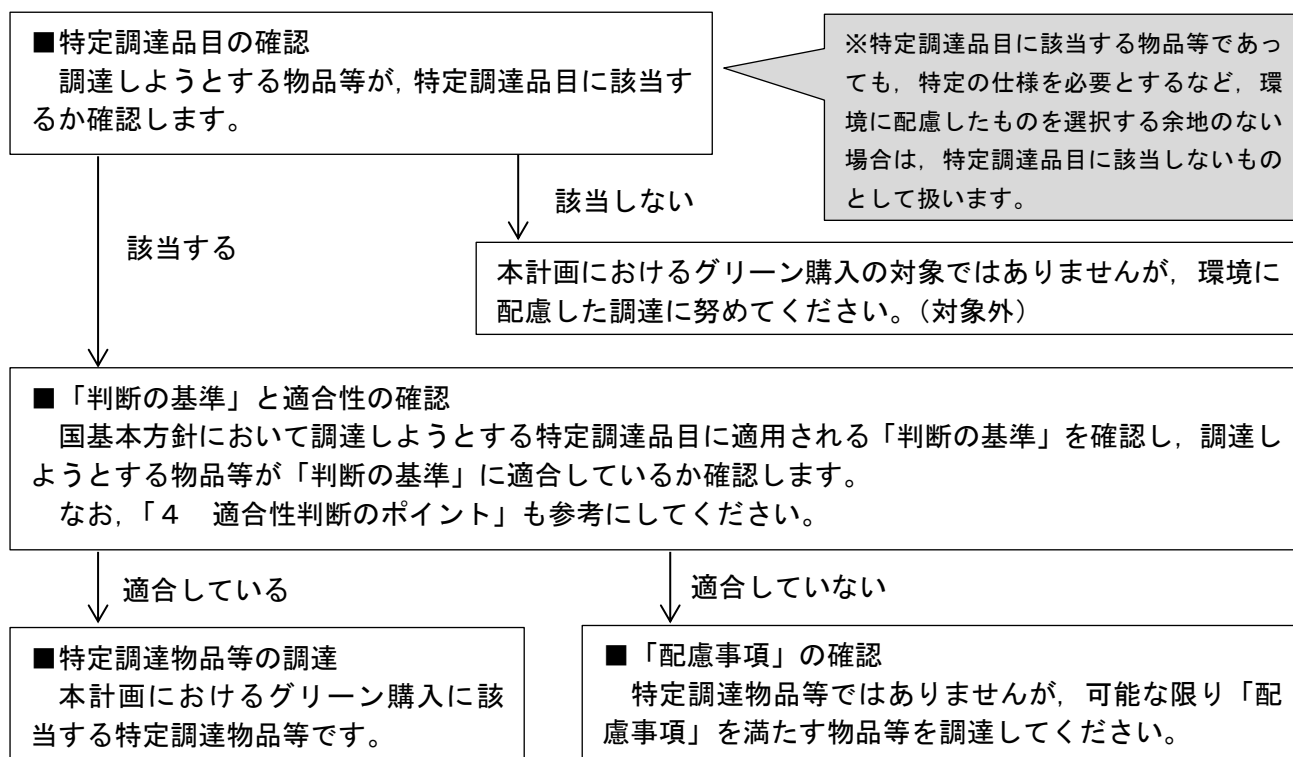 ■特定調達品目の確認
　調達しようとする物品等が，特定調達品目に該当す
るか確認します。
※特定調達品目に該当する物品等であっ
ても，特定の仕様を必要とするなど，環
境に配慮したものを選択する余地のない
場合は，特定調達品目に該当しないもの
として扱います。
該当しない
該当する
本計画におけるグリーン購入の対象ではありませんが，環境に
配慮した調達に努めてください。（対象外）
■「判断の基準」と適合性の確認
　国基本方針において調達しようとする特定調達品目に適用される「判断の基準」を確認し，調達し
ようとする物品等が「判断の基準」に適合しているか確認します。
　なお，「４　適合性判断のポイント」も参考にしてください。
適合している
適合していない
■特定調達物品等の調達
　本計画におけるグリーン購入に該
当する特定調達物品等です。
■「配慮事項」の確認
　特定調達物品等ではありませんが，可能な限り「配
慮事項」を満たす物品等を調達してください。